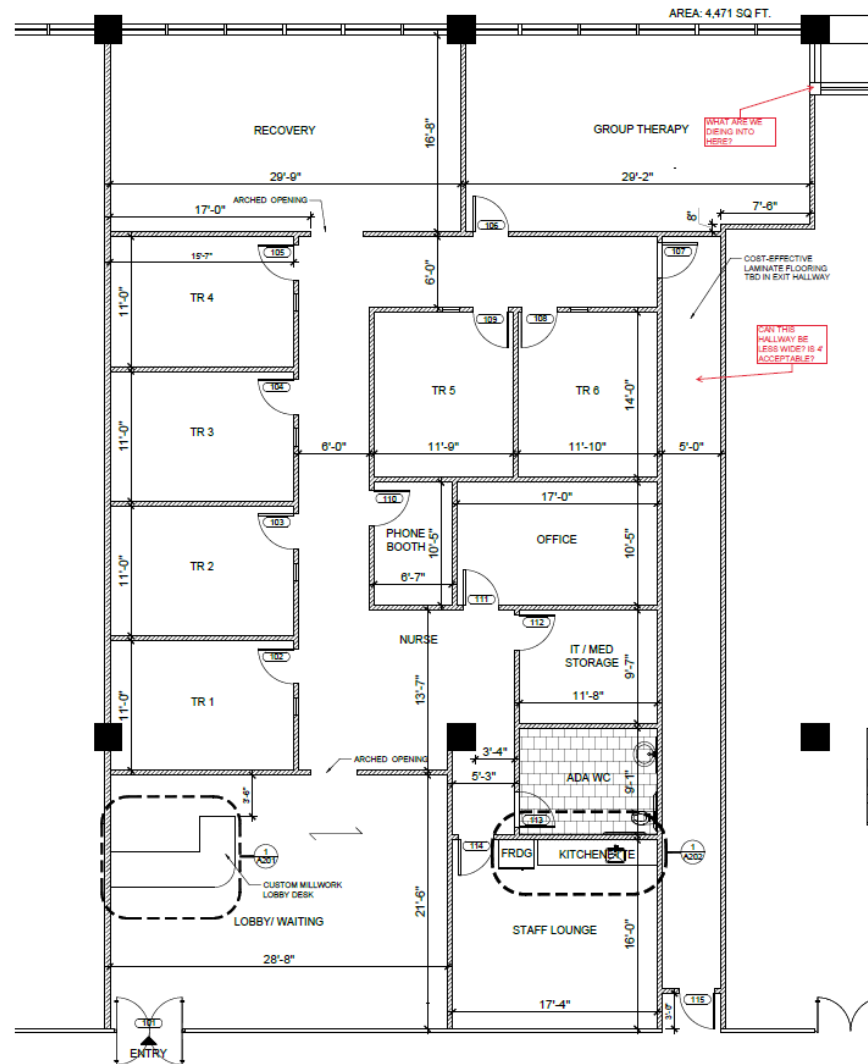 AREA: 4,471 SQ FT.
RECOVERY
16'-8"
GROUP THERAPY
WHAT ARE WE
DIEING INTO
HERE?
29'-9"
29'-2"
ARCHED OPENING
17'-0"
7'-6"
8"
106
105
107
15'-7"
6'-0"
COST-EFFECTIVE
LAMINATE FLOORING
TBD IN EXIT HALLWAY
TR 4
11'-0"
109
108
CAN THIS
HALLWAY BE
LESS WIDE? IS 4'
ACCEPTABLE?
104
TR 5
TR 6
14'-0"
TR 3
11'-0"
6'-0"
11'-9"
11'-10"
5'-0"
110
17'-0"
103
PHONE
BOOTH
10'-5"
OFFICE
10'-5"
TR 2
11'-0"
6'-7"
111
112
NURSE
IT / MED
STORAGE
9'-7"
102
13'-7"
11'-8"
TR 1
11'-0"
3'-4"
ARCHED OPENING
5'-3"
ADA WC
9'-1"
3'-6"
113
114
FRDG
KITCHENETTE
1
A201
1
A202
CUSTOM MILLWORK
LOBBY DESK
21'-6"
LOBBY/ WAITING
STAFF LOUNGE
16'-0"
28'-8"
17'-4"
115
3'-0"
101
ENTRY